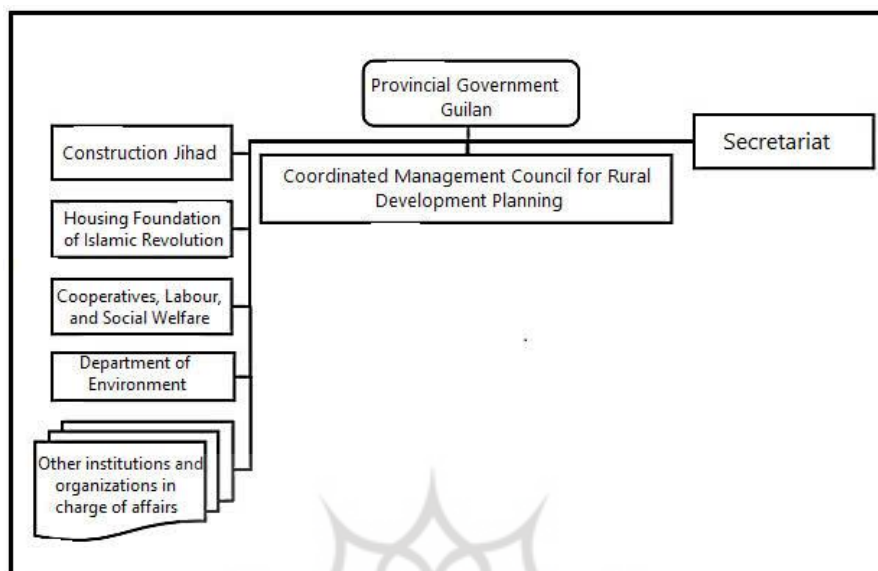 Provincial Government
Guilan
Secretariat
Construction Jihad
Coordinated Management Council for Rural
Development Planning
Housing Foundation
of Islamic Revolution
Cooperatives, Labour,
and Social Welfare
Department of
Environment
Other institutions and
organizations in
charge of affairs